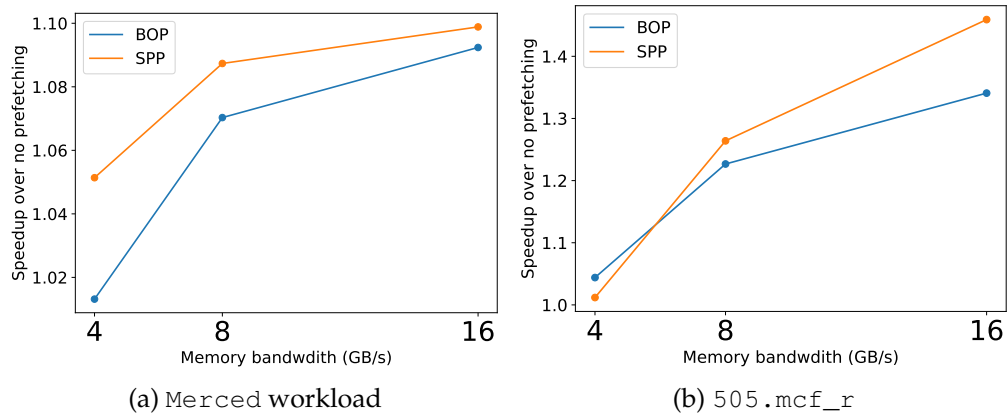 1.10
1.08
1.06
1.04
1.02
Speedup over no prefetching
BOP
SPP
4
8
16
Memory bandwdith (GB/s)
(a) Merced workload
1.4
1.3
1.2
1.1
1.0
Speedup over no prefetching
BOP
SPP
4
8
16
Memory bandwdith (GB/s)
(b) 505.mcf_r